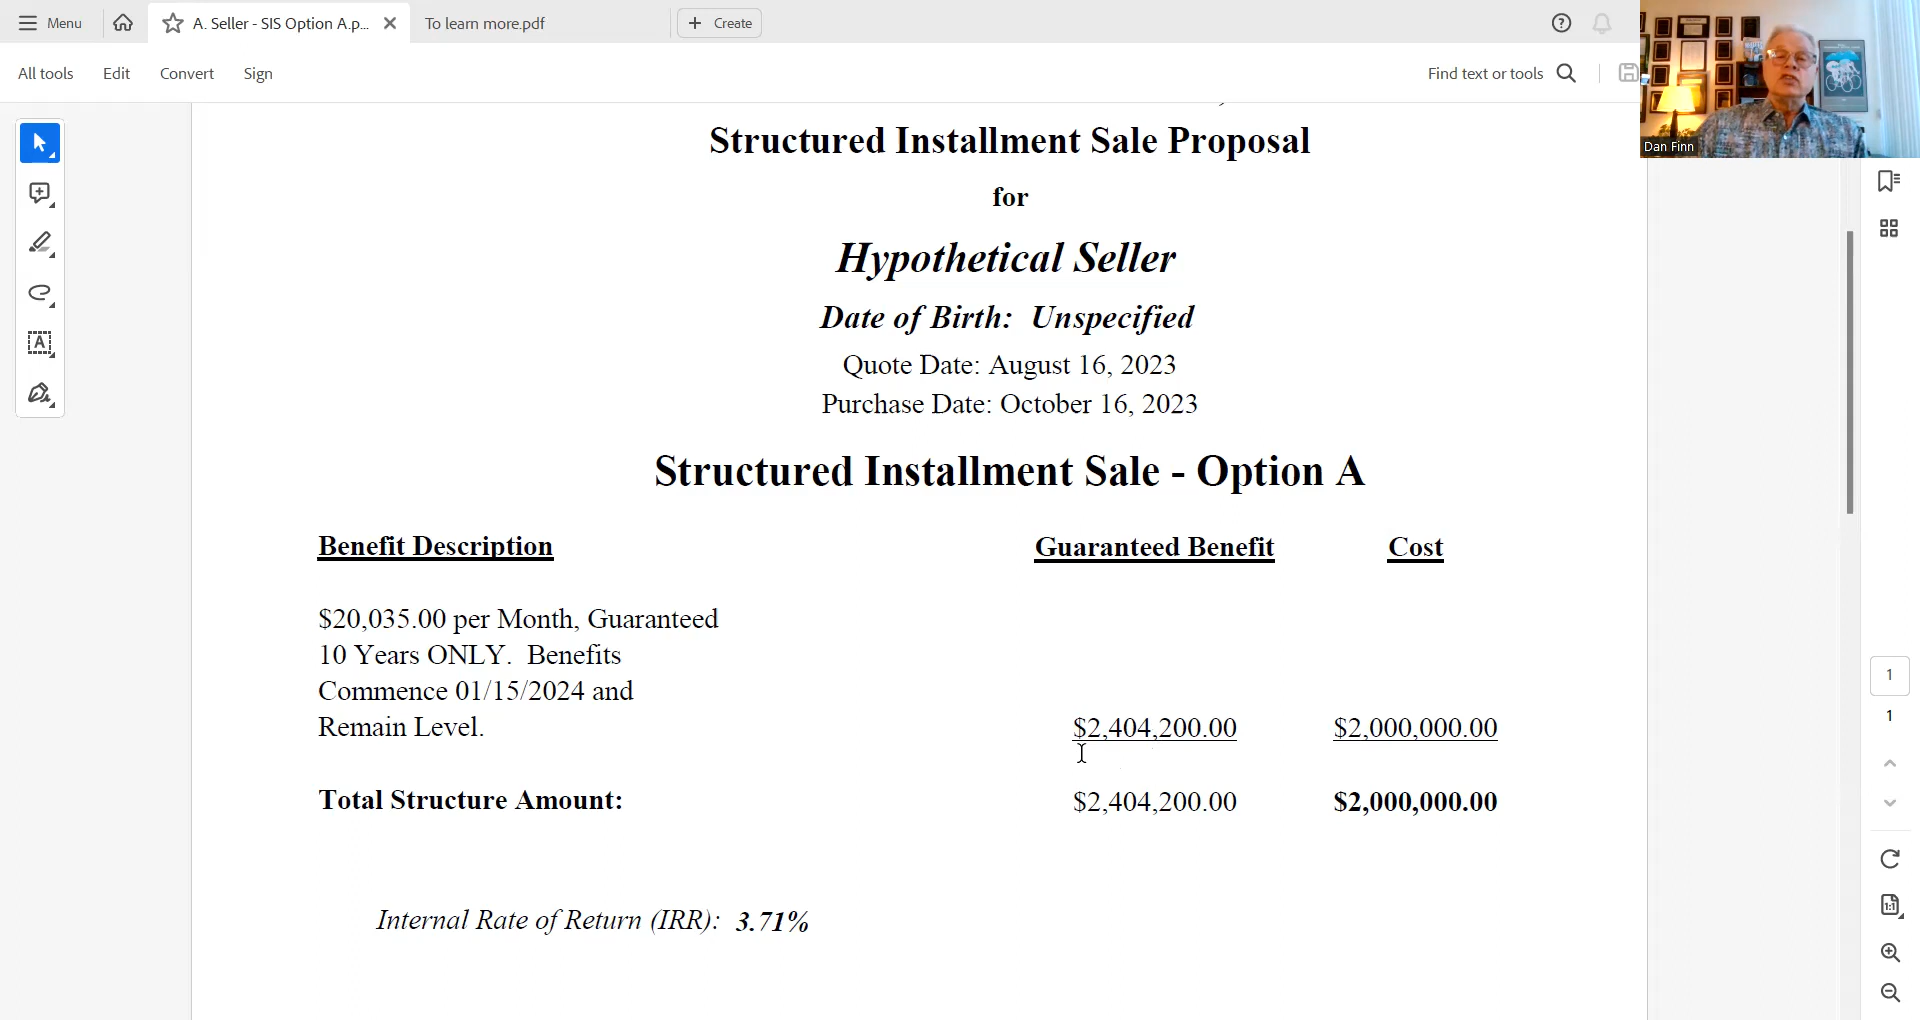 Menu
A. Seller - SIS Option A.p...
To learn more.pdf
Create
All tools
Edit
Convert
Sign
Find text or tools
Dan Finn
Structured Installment Sale Proposal
for
Hypothetical Seller
Date of Birth: Unspecified
Quote Date: August 16, 2023
Purchase Date: October 16, 2023
Structured Installment Sale - Option A
Benefit Description Guaranteed Benefit Cost
$20,035.00 per Month, Guaranteed
10 Years ONLY. Benefits
Commence 01/15/2024 and
Remain Level. $2,404,200.00 $2,000,000.00
Total Structure Amount: $2,404,200.00 $2,000,000.00
Internal Rate of Return (IRR): 3.71%
1
1